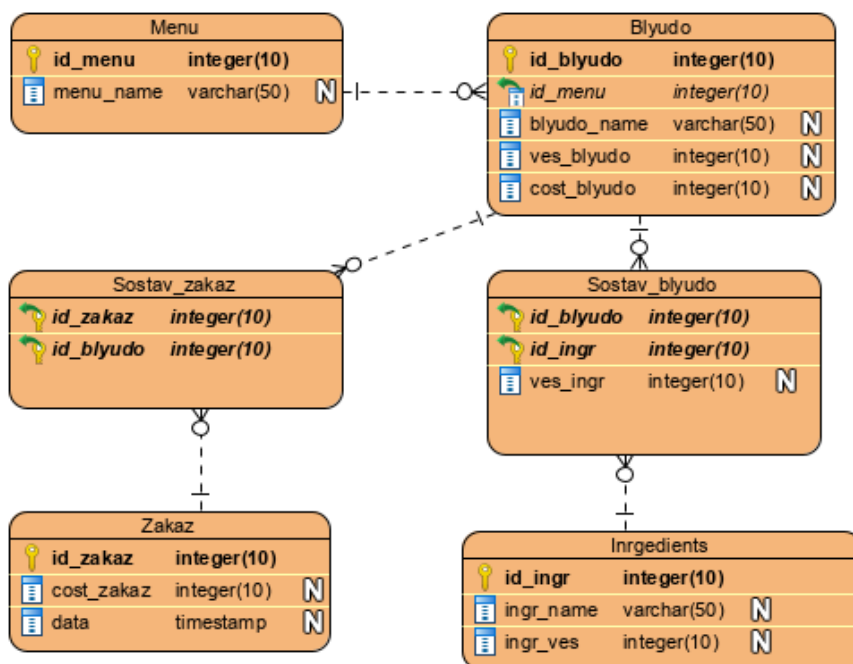 Menu
id_menu integer(10)
menu_name varchar(50) N
Blyudo
id_blyudo integer(10)
id_menu integer(10)
blyudo_name varchar(50) N
ves_blyudo integer(10) N
cost_blyudo integer(10) N
Sostav_zakaz
id_zakaz integer(10)
id_blyudo integer(10)
Sostav_blyudo
id_blyudo integer(10)
id_ingr integer(10)
ves_ingr integer(10) N
Zakaz
id_zakaz integer(10)
cost_zakaz integer(10) N
data timestamp N
Inrgedients
id_ingr integer(10)
ingr_name varchar(50) N
ingr_ves integer(10) N